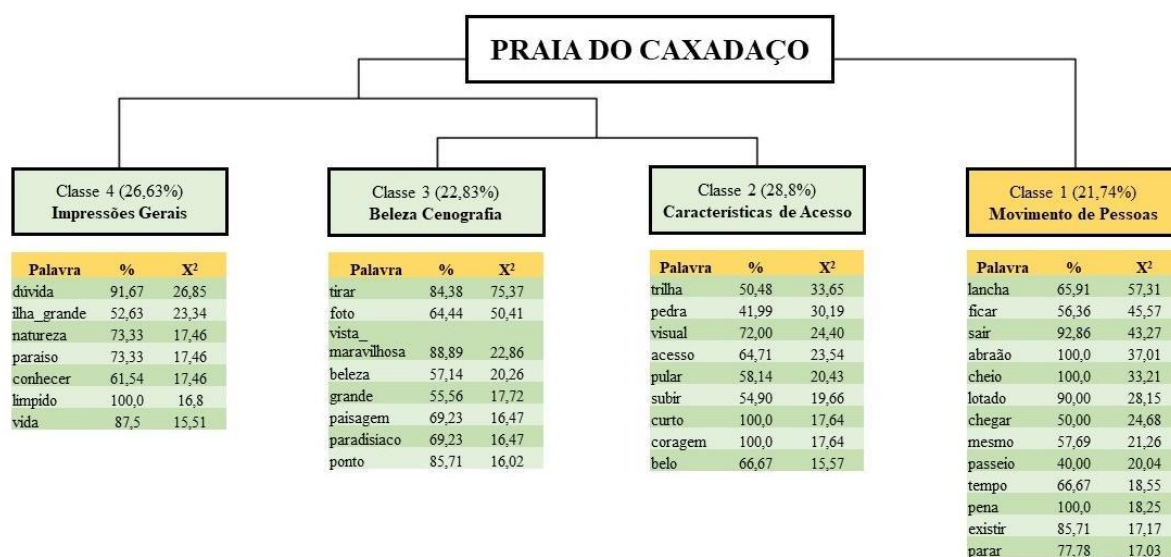 PRAIA DO CAXADAÇO
Classe 4 (26,63%)
Impressões Gerais
Palavra % X²
dúvida 91,67 26,85
ilha_grande 52,63 23,34
natureza 73,33 17,46
paraiso 73,33 17,46
conhecer 61,54 17,46
limpido 100,0 16,8
vida 87,5 15,51
Classe 3 (22,83%)
Beleza Cenografia
Palavra % X²
tirar 84,38 75,37
foto 64,44 50,41
vista_
maravilhosa 88,89 22,86
beleza 57,14 20,26
grande 55,56 17,72
paisagem 69,23 16,47
paradisiaco 69,23 16,47
ponto 85,71 16,02
Classe 2 (28,8%)
Características de Acesso
Palavra % X²
trilha 50,48 33,65
pedra 41,99 30,19
visual 72,00 24,40
acesso 64,71 23,54
pular 58,14 20,43
subir 54,90 19,66
curto 100,0 17,64
coragem 100,0 17,64
belo 66,67 15,57
Classe 1 (21,74%)
Movimento de Pessoas
Palavra % X²
lancha 65,91 57,31
ficar 56,36 45,57
sair 92,86 43,27
abraão 100,0 37,01
cheio 100,0 33,21
lotado 90,00 28,15
chegar 50,00 24,68
mesmo 57,69 21,26
passeio 40,00 20,04
tempo 66,67 18,55
pena 100,0 18,25
existir 85,71 17,17
parar 77,78 17,03